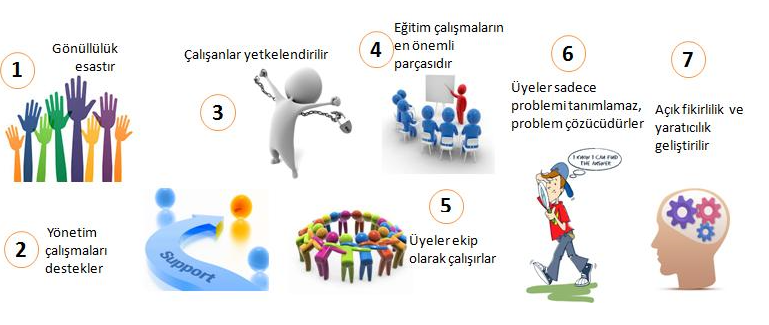 1
Gönüllülük
esastır
2
Yönetim
çalışmaları
destekler
Support
3
Çalışanlar yetkelendirilir
4
Eğitim çalışmaların
en önemli
parçasıdır
5
Üyeler ekip
olarak çalışırlar
6
Üyeler sadece
problemi tanımlamaz,
problem çözücüdürler
I KNOW I CAN FIND
THE ANSWER
7
Açık fikirlilik ve
yaratıcılık
geliştirilir